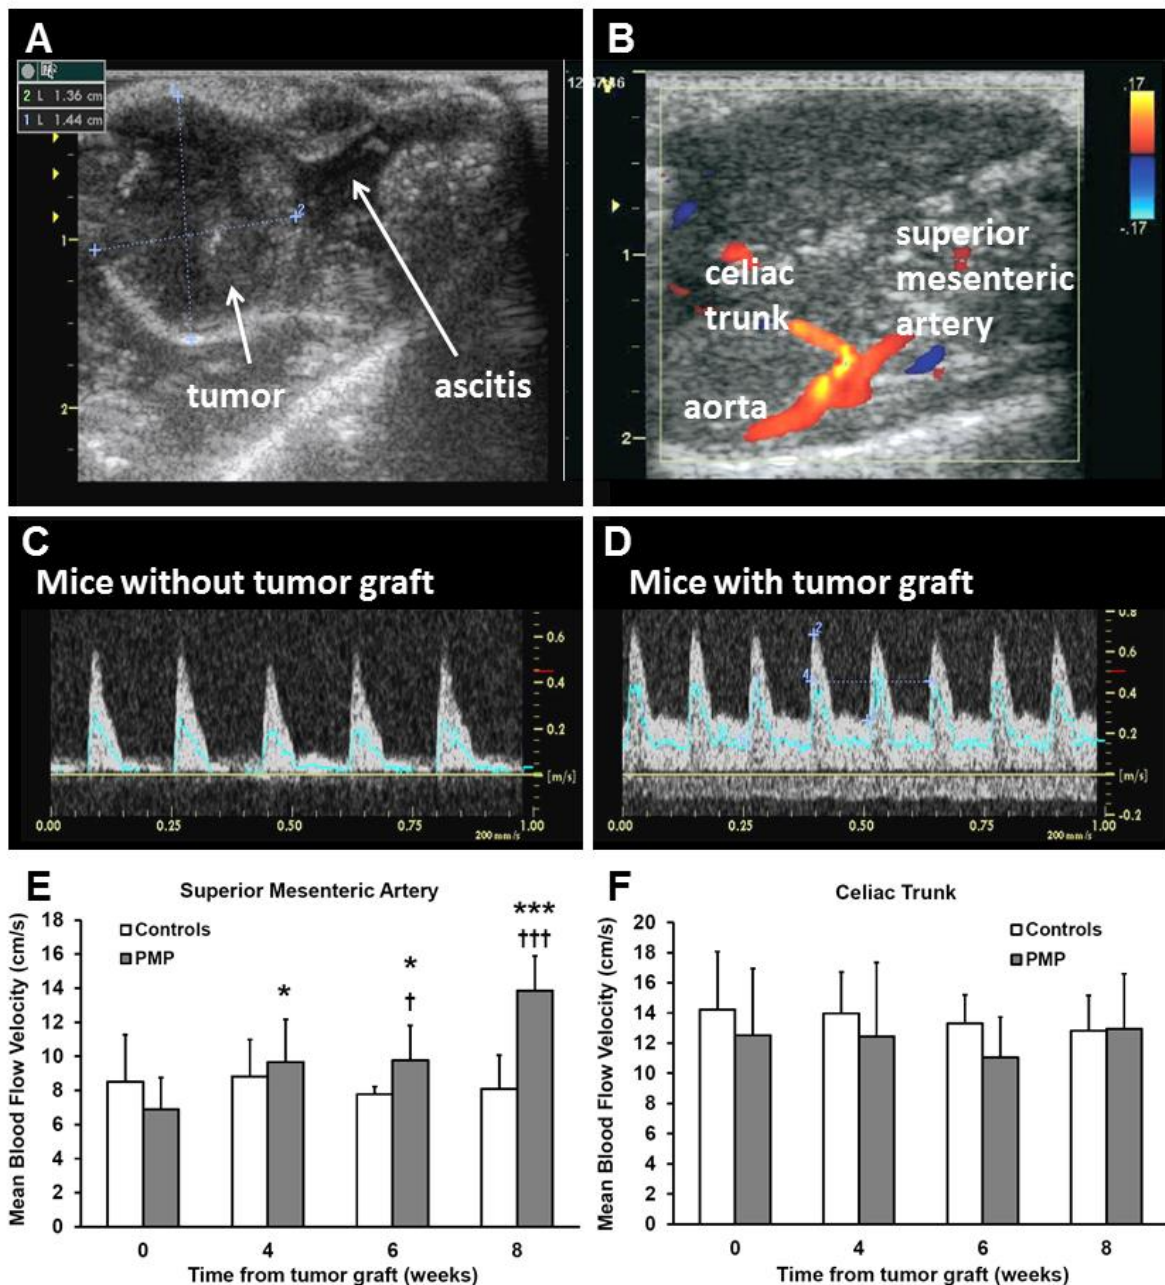 A
2 L 1.36 cm
1 L 1.44 cm
2
1
1
2
tumor
ascitis
B
.17
-.17
1
2
celiac
trunk
superior
mesenteric
artery
aorta
C
Mice without tumor graft
0.6
0.4
0.2
[m/s]
0.00
0.25
0.50
0.75
1.00
200 mm/s
D
Mice with tumor graft
2
4
0.8
0.6
0.4
0.2
[m/s]
-0.2
0.00
0.25
0.50
0.75
1.00
200 mm/s
E
Superior Mesenteric Artery
Mean Blood Flow Velocity (cm/s)
18
16
14
12
10
8
6
4
2
0
Controls
PMP
*
*
†
***
†††
0 4 6 8
Time from tumor graft (weeks)
F
Celiac Trunk
Mean Blood Flow Velocity (cm/s)
20
18
16
14
12
10
8
6
4
2
0
Controls
PMP
0 4 6 8
Time from tumor graft (weeks)